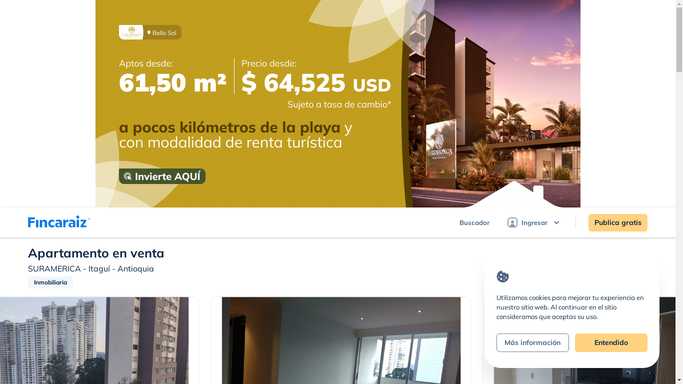 Bello Sol
Aptos desde:
61,50 m²
Precio desde:
$ 64,525 USD
Sujeto a tasa de cambio*
a pocos kilómetros de la playa y
con modalidad de renta turística
Invierte AQUÍ
Fincaraiz
Buscador
Ingresar
Publica gratis
Apartamento en venta
SURAMERICA - Itaguí - Antioquia
Inmobiliaria
Utilizamos cookies para mejorar tu experiencia en
nuestro sitio web. Al continuar en el sitio
consideramos que aceptas su uso.
Más información
Entendido